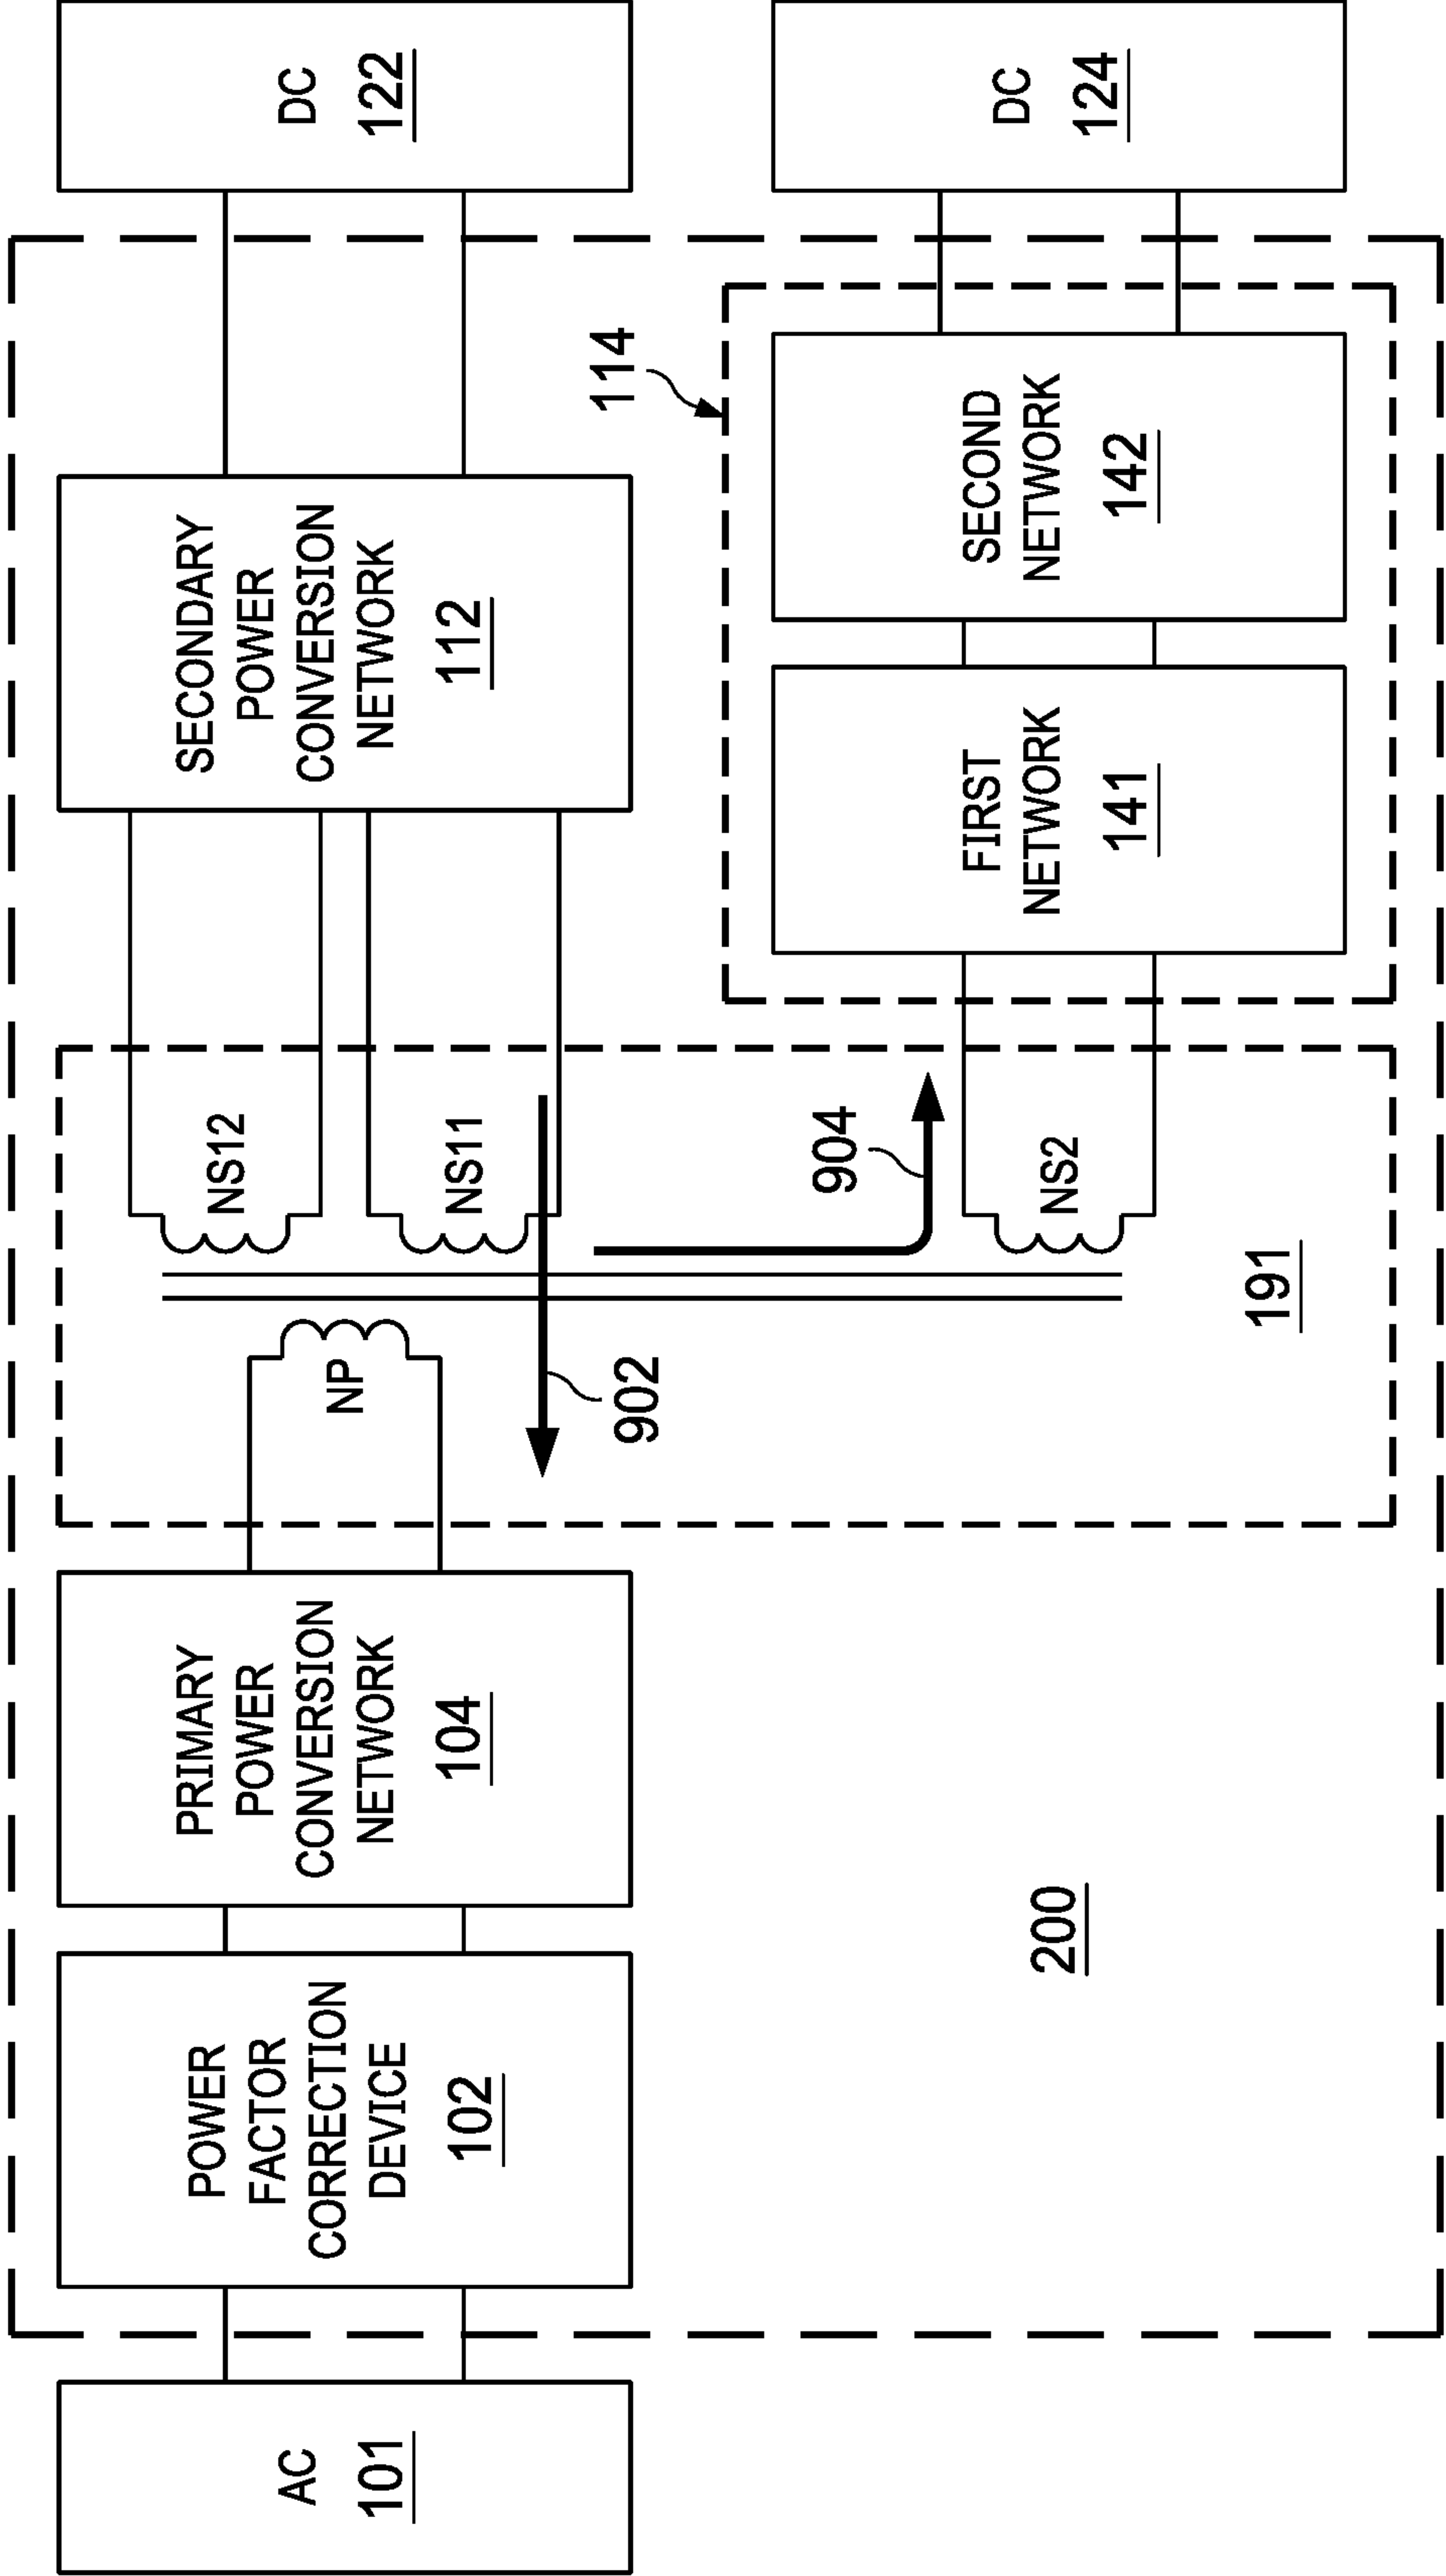 AC
101
POWER
FACTOR
CORRECTION
DEVICE
102
PRIMARY
POWER
CONVERSION
NETWORK
104
NP
902
NS12
NS11
904
NS2
191
SECONDARY
POWER
CONVERSION
NETWORK
112
114
FIRST
NETWORK
141
SECOND
NETWORK
142
DC
122
DC
124
200